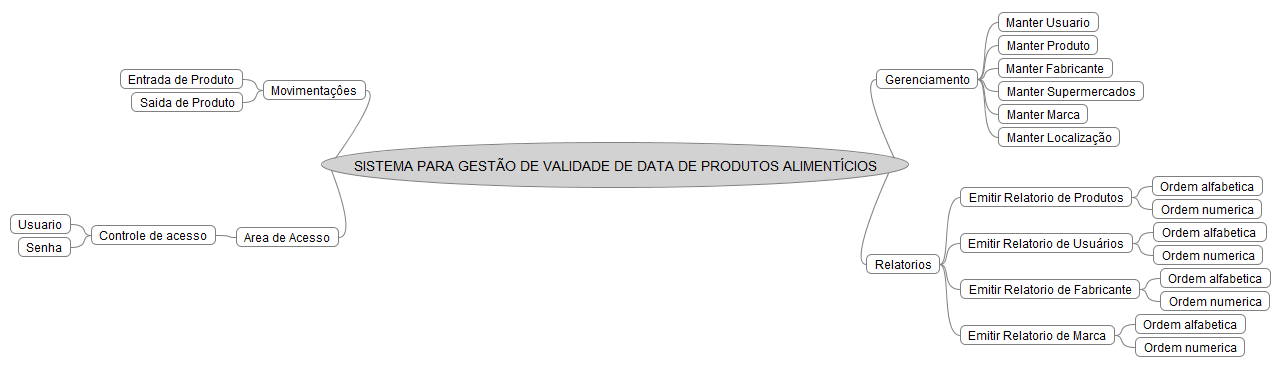 SISTEMA PARA GESTÃO DE VALIDADE DE DATA DE PRODUTOS ALIMENTÍCIOS
Movimentações
Entrada de Produto
Saida de Produto
Area de Acesso
Controle de acesso
Usuario
Senha
Gerenciamento
Manter Usuario
Manter Produto
Manter Fabricante
Manter Supermercados
Manter Marca
Manter Localização
Relatorios
Emitir Relatorio de Produtos
Ordem alfabetica
Ordem numerica
Emitir Relatorio de Usuários
Ordem alfabetica
Ordem numerica
Emitir Relatorio de Fabricante
Ordem alfabetica
Ordem numerica
Emitir Relatorio de Marca
Ordem alfabetica
Ordem numerica